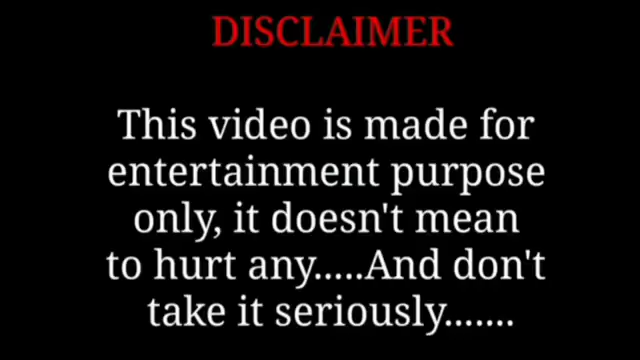 DISCLAIMER
This video is made for
entertainment purpose
only, it doesn't mean
to hurt any.....And don't
take it seriously.......